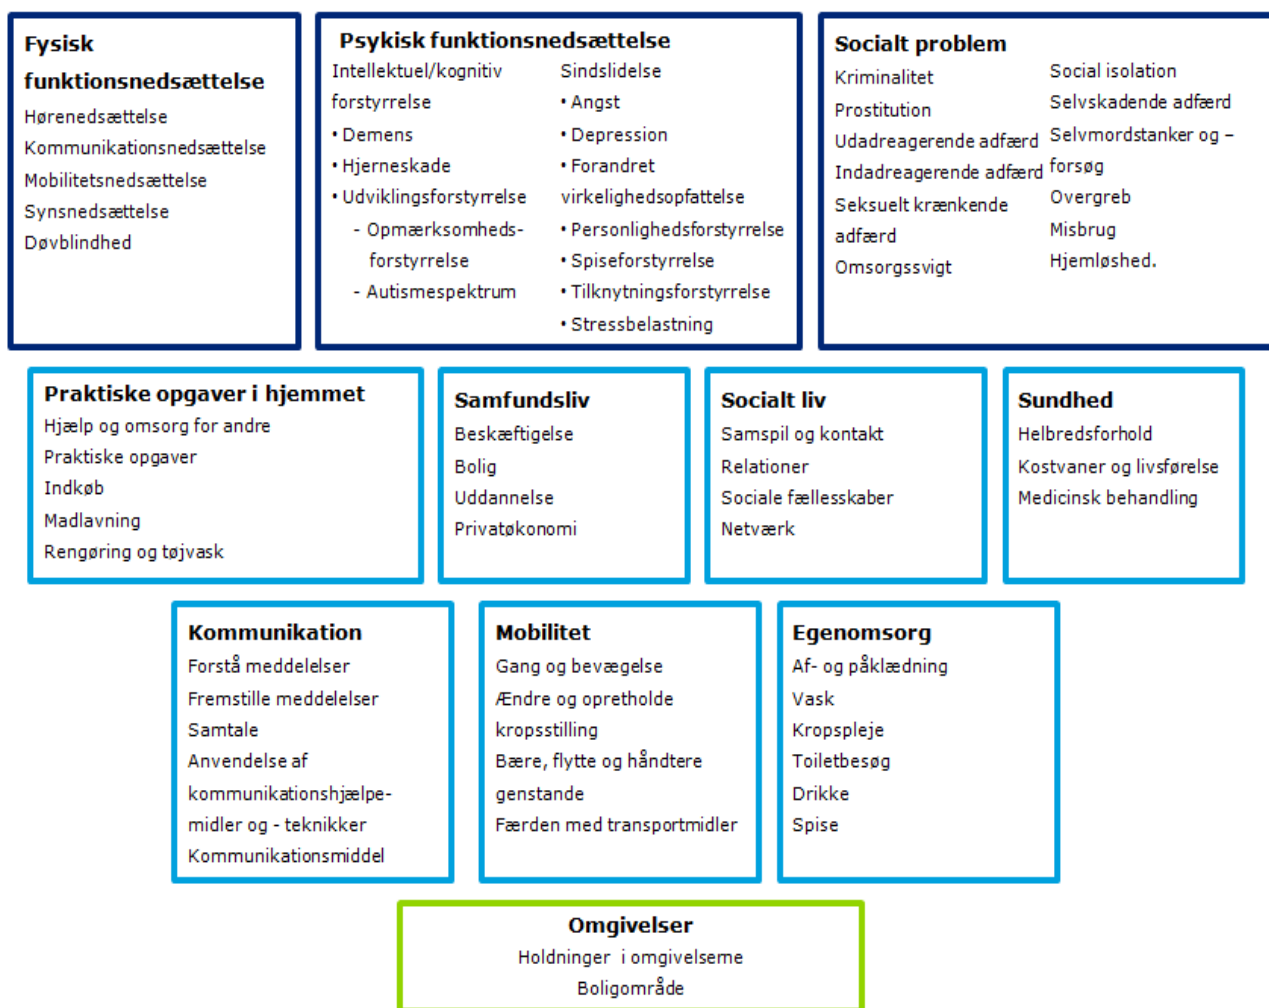 Fysisk
funktionsnedsættelse
Hørenedsættelse
Kommunikationsnedsættelse
Mobilitetsnedsættelse
Synsnedsættelse
Døvblindhed
Psykisk funktionsnedsættelse
Intellektuel/kognitiv
forstyrrelse
• Demens
• Hjerneskade
• Udviklingsforstyrrelse
- Opmærksomheds-
forstyrrelse
- Autismespektrum
Sindslidelse
• Angst
• Depression
• Forandret
virkelighedsopfattelse
• Personlighedsforstyrrelse
• Spiseforstyrrelse
• Tilknytningsforstyrrelse
• Stressbelastning
Socialt problem
Kriminalitet
Prostitution
Udadreagerende adfærd
Indadreagerende adfærd
Seksuelt krænkende
adfærd
Omsorgssvigt
Social isolation
Selvskadende adfærd
Selvmordstanker og –
forsøg
Overgreb
Misbrug
Hjemløshed.
Praktiske opgaver i hjemmet
Hjælp og omsorg for andre
Praktiske opgaver
Indkøb
Madlavning
Rengøring og tøjvask
Samfundsliv
Beskæftigelse
Bolig
Uddannelse
Privatøkonomi
Socialt liv
Samspil og kontakt
Relationer
Sociale fællesskaber
Netværk
Sundhed
Helbredsforhold
Kostvaner og livsførelse
Medicinsk behandling
Kommunikation
Forstå meddelelser
Fremstille meddelelser
Samtale
Anvendelse af
kommunikationshjælpe-
midler og - teknikker
Kommunikationsmiddel
Mobilitet
Gang og bevægelse
Ændre og opretholde
kropsstilling
Bære, flytte og håndtere
genstande
Færden med transportmidler
Egenomsorg
Af- og påklædning
Vask
Kropspleje
Toiletbesøg
Drikke
Spise
Omgivelser
Holdninger i omgivelserne
Boligområde